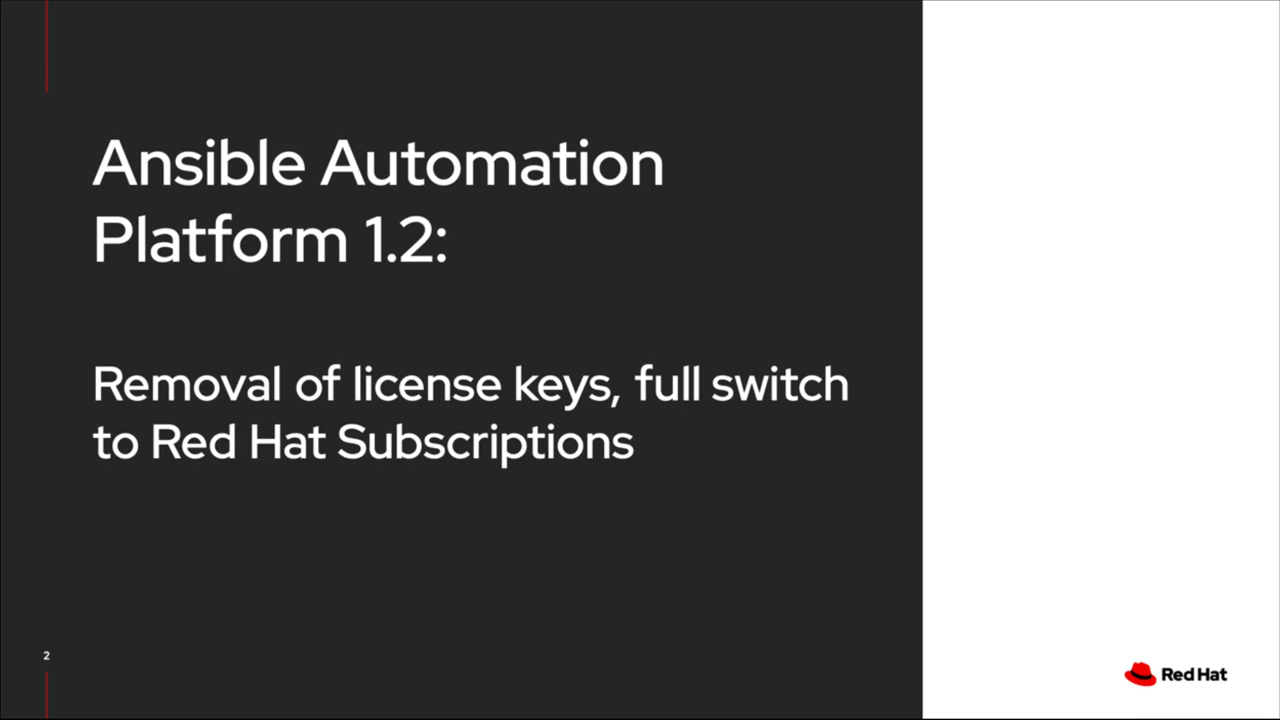 Ansible Automation
Platform 1.2:
Removal of license keys, full switch
to Red Hat Subscriptions
2
Red Hat